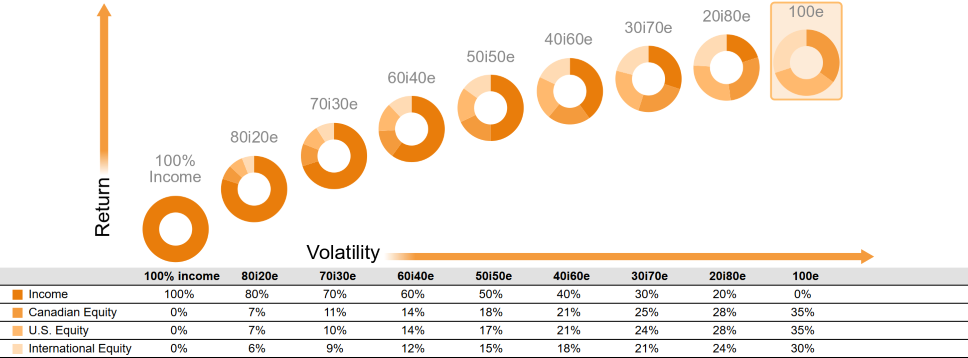 100e
20i80e
30i70e
40i60e
50i50e
60i40e
70i30e
80i20e
100%
Income
Return
Volatility
100% income 80i20e 70i30e 60i40e 50i50e 40i60e 30i70e 20i80e 100e
Income 100% 80% 70% 60% 50% 40% 30% 20% 0%
Canadian Equity 0% 7% 11% 14% 18% 21% 25% 28% 35%
U.S. Equity 0% 7% 10% 14% 17% 21% 24% 28% 35%
International Equity 0% 6% 9% 12% 15% 18% 21% 24% 30%